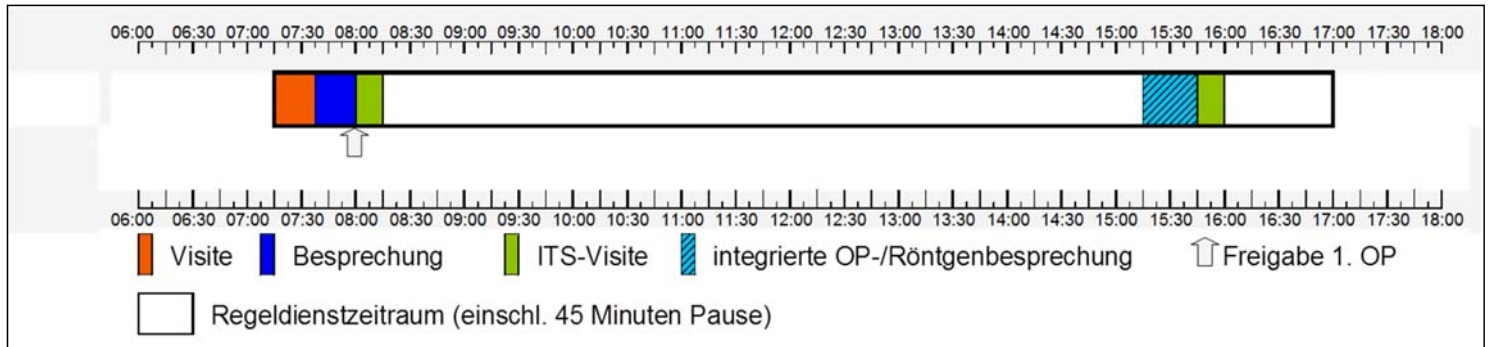 06:00 06:30 07:00 07:30 08:00 08:30 09:00 09:30 10:00 10:30 11:00 11:30 12:00 12:30 13:00 13:30 14:00 14:30 15:00 15:30 16:00 16:30 17:00 17:30 18:00
06:00 06:30 07:00 07:30 08:00 08:30 09:00 09:30 10:00 10:30 11:00 11:30 12:00 12:30 13:00 13:30 14:00 14:30 15:00 15:30 16:00 16:30 17:00 17:30 18:00
Visite Besprechung ITS-Visite integrierte OP-/Röntgenbesprechung Freigabe 1. OP
Regeldienstzeitraum (einschl. 45 Minuten Pause)